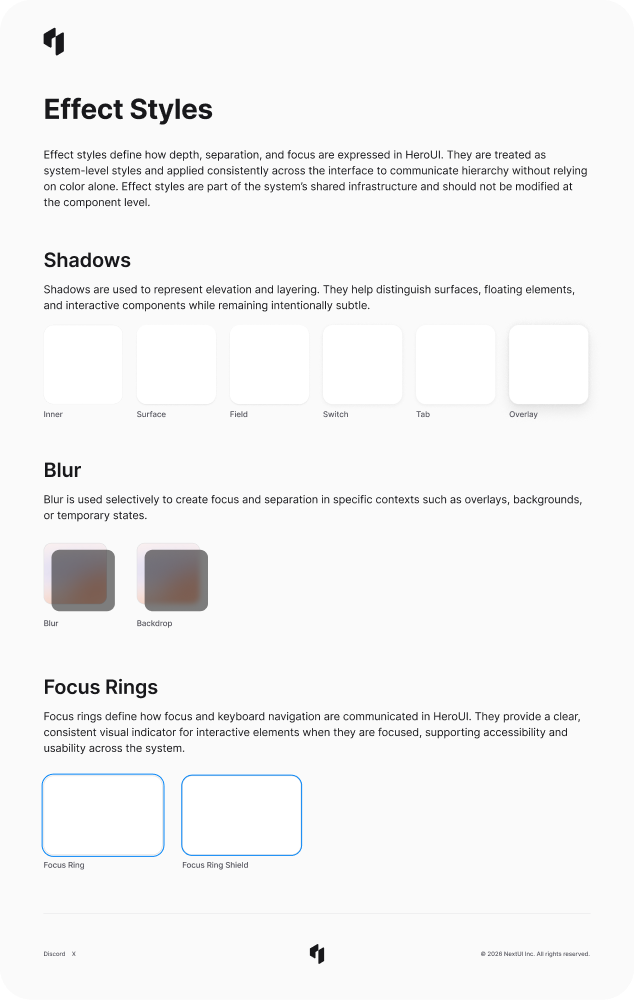 Effect Styles
Effect styles define how depth, separation, and focus are expressed in HeroUI. They are treated as
system-level styles and applied consistently across the interface to communicate hierarchy without relying
on color alone. Effect styles are part of the system's shared infrastructure and should not be modified at
the component level.
Shadows
Shadows are used to represent elevation and layering. They help distinguish surfaces, floating elements,
and interactive components while remaining intentionally subtle.
Inner
Surface
Field
Switch
Tab
Overlay
Blur
Blur is used selectively to create focus and separation in specific contexts such as overlays, backgrounds,
or temporary states.
Blur
Backdrop
Focus Rings
Focus rings define how focus and keyboard navigation are communicated in HeroUI. They provide a clear,
consistent visual indicator for interactive elements when they are focused, supporting accessibility and
usability across the system.
Focus Ring
Focus Ring Shield
Discord X
© 2026 NextUI Inc. All rights reserved.